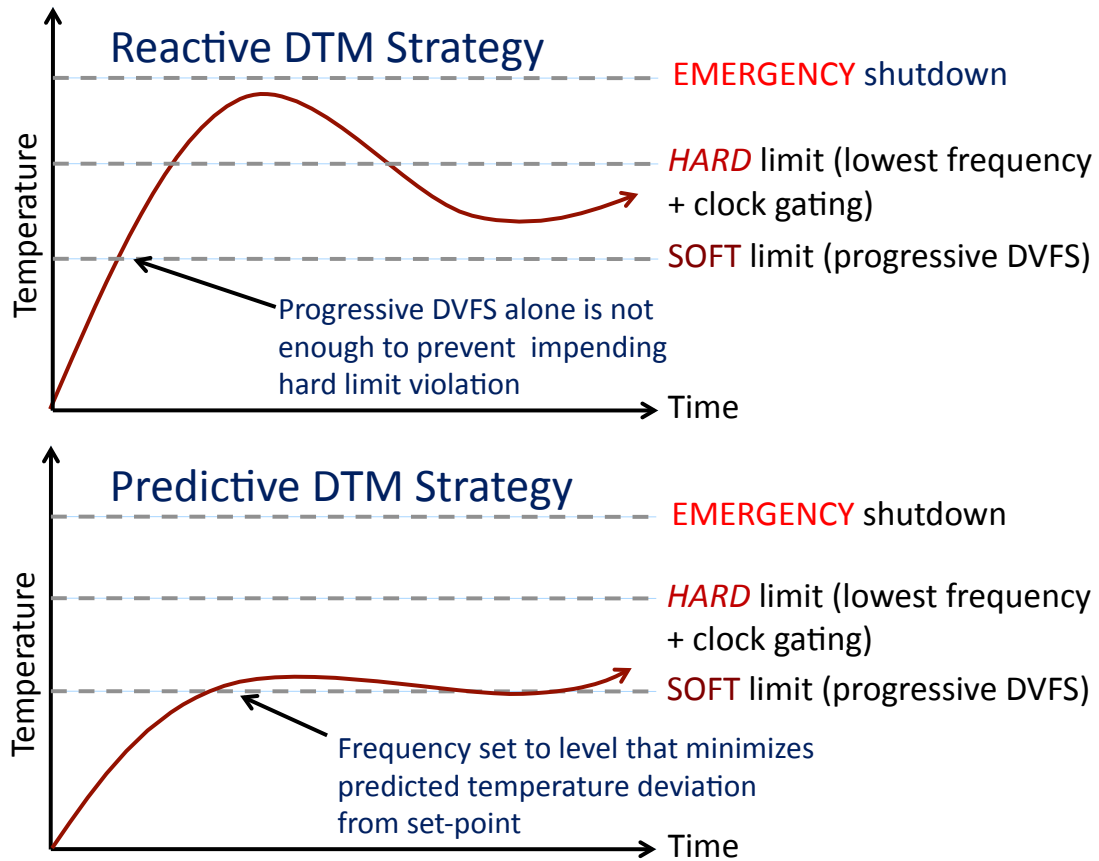 Reactive DTM Strategy
EMERGENCY shutdown
HARD limit (lowest frequency
+ clock gating)
SOFT limit (progressive DVFS)
Temperature
Progressive DVFS alone is not
enough to prevent impending
hard limit violation
Time
Predictive DTM Strategy
EMERGENCY shutdown
HARD limit (lowest frequency
+ clock gating)
SOFT limit (progressive DVFS)
Temperature
Frequency set to level that minimizes
predicted temperature deviation
from set-point
Time